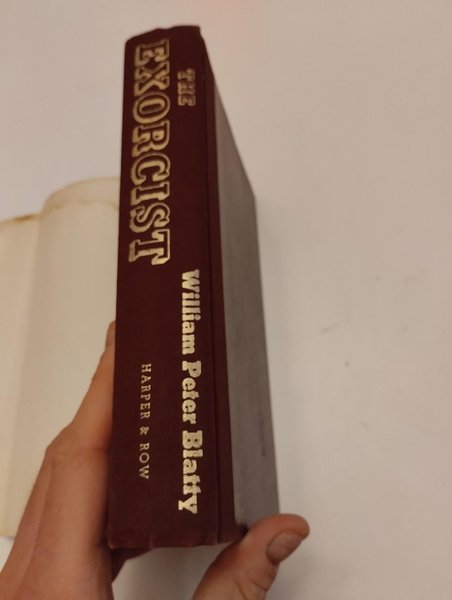 THE
EXORCIST
William Peter Blatty
HARPER & ROW